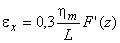 εₓ = 0,3 ηₘ/L F'(z)